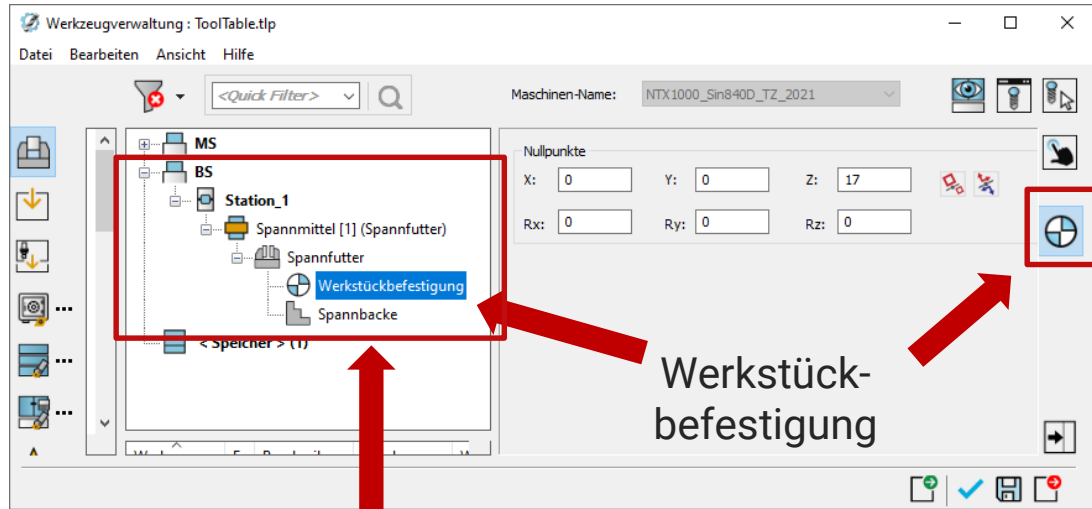 Werkzeugverwaltung : ToolTable.tlp
Datei Bearbeiten Ansicht Hilfe
<Quick Filter>
Maschinen-Name: NTX1000_Sin840D_TZ_2021
MS
BS
Station_1
Spannmittel [1] (Spannfutter)
Spannfutter
Werkstückbefestigung
Spannbacke
< Speicher > (1)
Nullpunkte
X: 0 Y: 0 Z: 17
Rx: 0 Ry: 0 Rz: 0
Werkstück-
befestigung